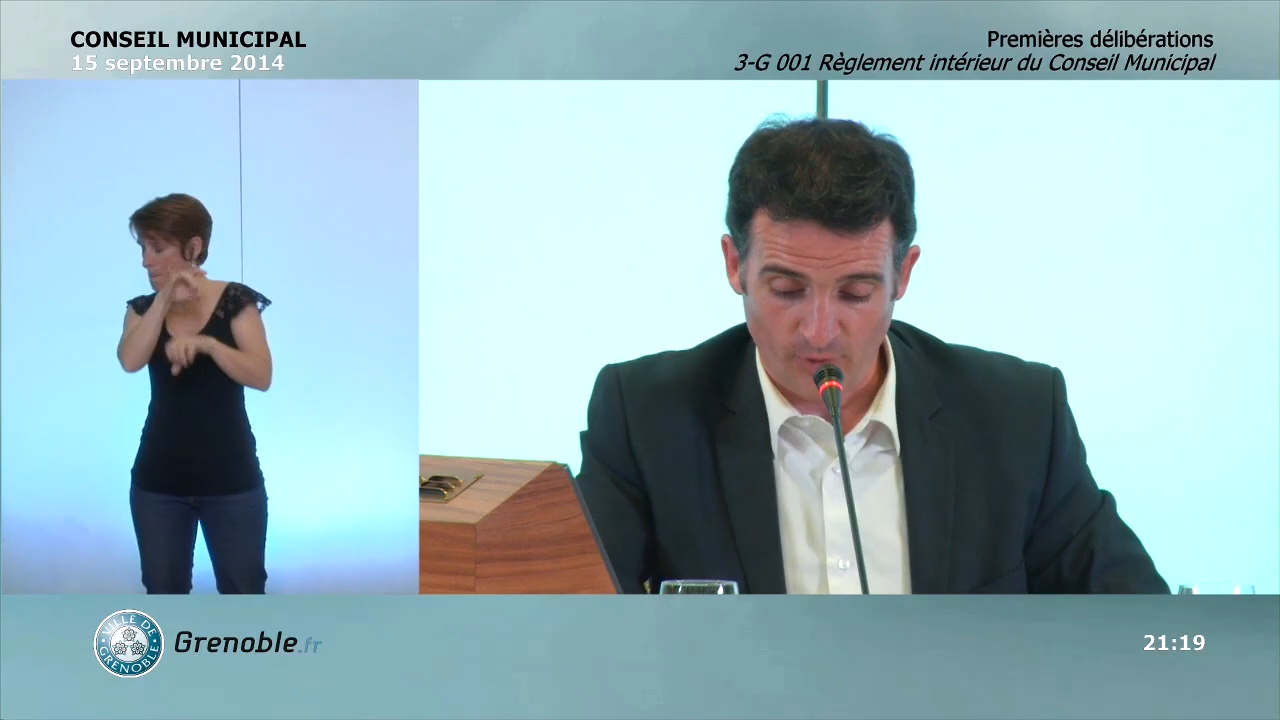 CONSEIL MUNICIPAL
15 septembre 2014
Premières délibérations
3-G 001 Règlement intérieur du Conseil Municipal
VILLE DE
GRENOBLE
Grenoble.fr
21:19